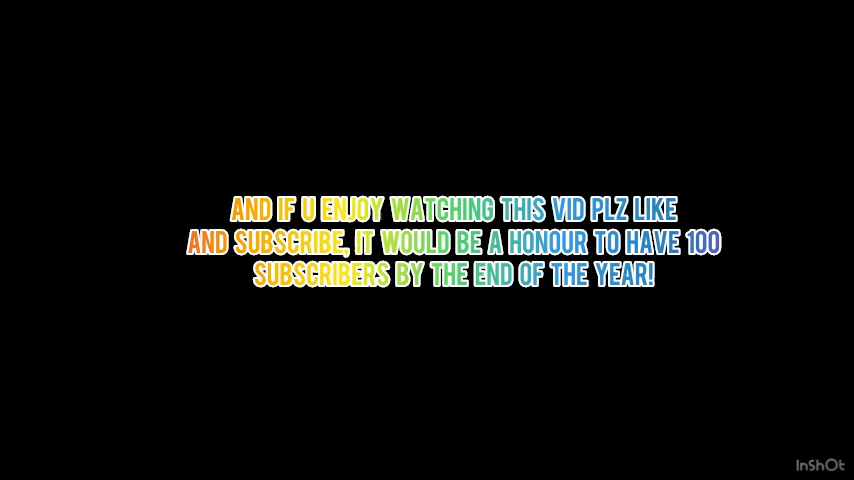 AND IF U ENJOY WATCHING THIS VID PLZ LIKE
AND SUBSCRIBE, IT WOULD BE A HONOUR TO HAVE 100
SUBSCRIBERS BY THE END OF THE YEAR!
InShOt